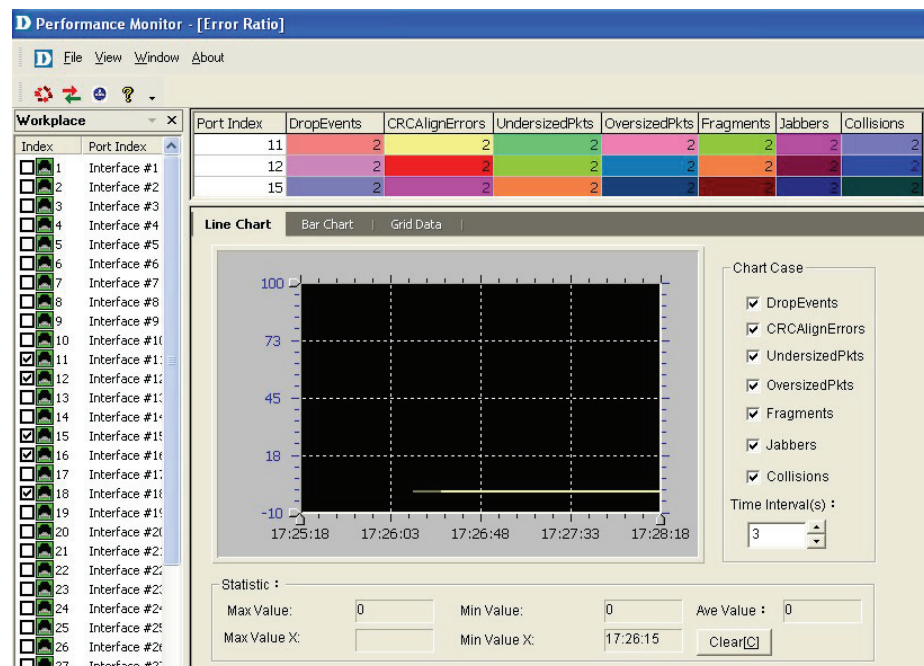 D Performance Monitor - [Error Ratio]
D File View Window About
Workplace
Index Port Index
1 Interface #1
2 Interface #2
3 Interface #3
4 Interface #4
5 Interface #5
6 Interface #6
7 Interface #7
8 Interface #8
9 Interface #9
10 Interface #1
11 Interface #1
12 Interface #1
13 Interface #1
14 Interface #1
15 Interface #1
16 Interface #1
17 Interface #1
18 Interface #1
19 Interface #1
20 Interface #2
21 Interface #2
22 Interface #2
23 Interface #2
24 Interface #2
25 Interface #2
26 Interface #2
27 Interface #2
Port Index DropEvents CRCAlignErrors UndersizedPkts OversizedPkts Fragments Jabbers Collisions
11 2 2 2 2 2 2 2
12 2 2 2 2 2 2 2
15 2 2 2 2 2 2 2
Line Chart Bar Chart | Grid Data |
100
73
45
18
-10
17:25:18 17:26:03 17:26:48 17:27:33 17:28:18
Chart Case
DropEvents
CRCAlignErrors
UndersizedPkts
OversizedPkts
Fragments
Jabbers
Collisions
Time Interval(s) :
3
Statistic :
Max Value: 0 Min Value: 0 Ave Value : 0
Max Value X: Min Value X: 17:26:15 Clear[C]